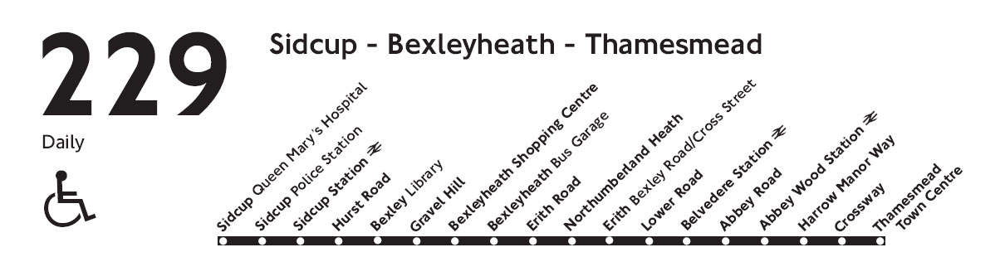 229
Sidcup - Bexleyheath - Thamesmead
Daily
Sidcup Queen Mary's Hospital
Sidcup Police Station
Sidcup Station
Hurst Road
Bexley Library
Gravel Hill
Bexleyheath Shopping Centre
Bexleyheath Bus Garage
Erith Road
Northumberland Heath
Erith Bexley Road/Cross Street
Lower Road
Belvedere Station
Abbey Road
Abbey Wood Station
Harrow Manor Way
Crossway
Thamesmead
Town Centre